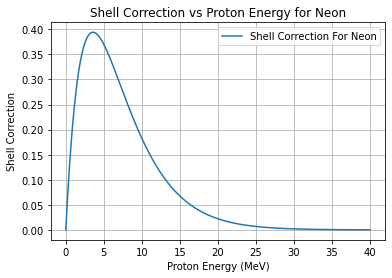 Shell Correction vs Proton Energy for Neon
Shell Correction For Neon
0.40
0.35
0.30
0.25
0.20
0.15
0.10
0.05
0.00
Shell Correction
0 5 10 15 20 25 30 35 40
Proton Energy (MeV)